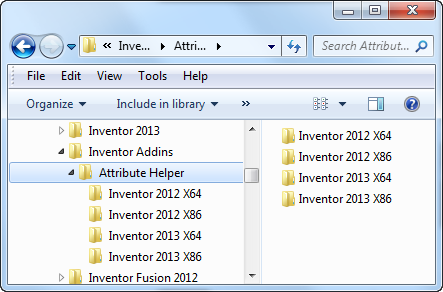 « Inve... ▸ Attri... ▸ Search Attribut...
File Edit View Tools Help
Organize Include in library »
Inventor 2013
Inventor Addins
Attribute Helper
Inventor 2012 X64
Inventor 2012 X86
Inventor 2013 X64
Inventor 2013 X86
Inventor Fusion 2012
Inventor 2012 X64
Inventor 2012 X86
Inventor 2013 X64
Inventor 2013 X86